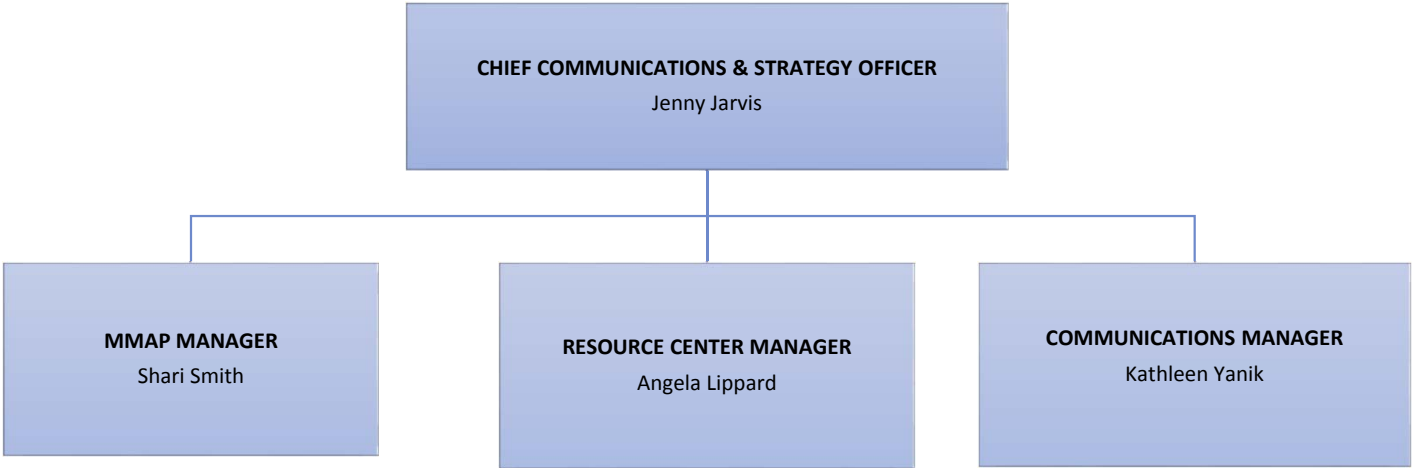 CHIEF COMMUNICATIONS & STRATEGY OFFICER
Jenny Jarvis
MMAP MANAGER
Shari Smith
RESOURCE CENTER MANAGER
Angela Lippard
COMMUNICATIONS MANAGER
Kathleen Yanik